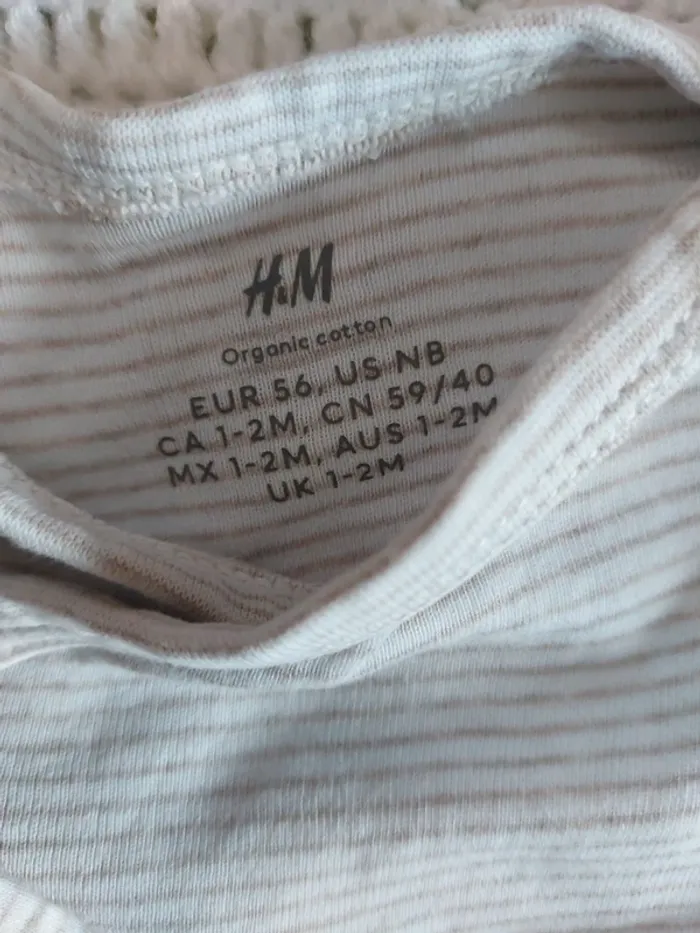 H&M
Organic cotton
EUR 56, US NB
CA 1-2M, CN 59/40
MX 1-2M, AUS 1-2M
UK 1-2M